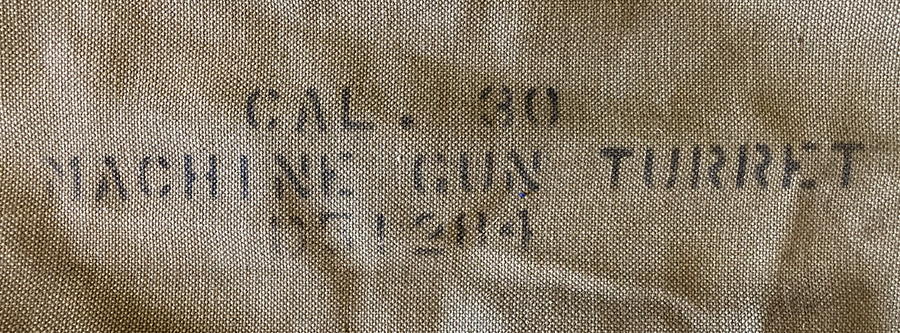 CAL. 30
MACHINE GUN TURRET